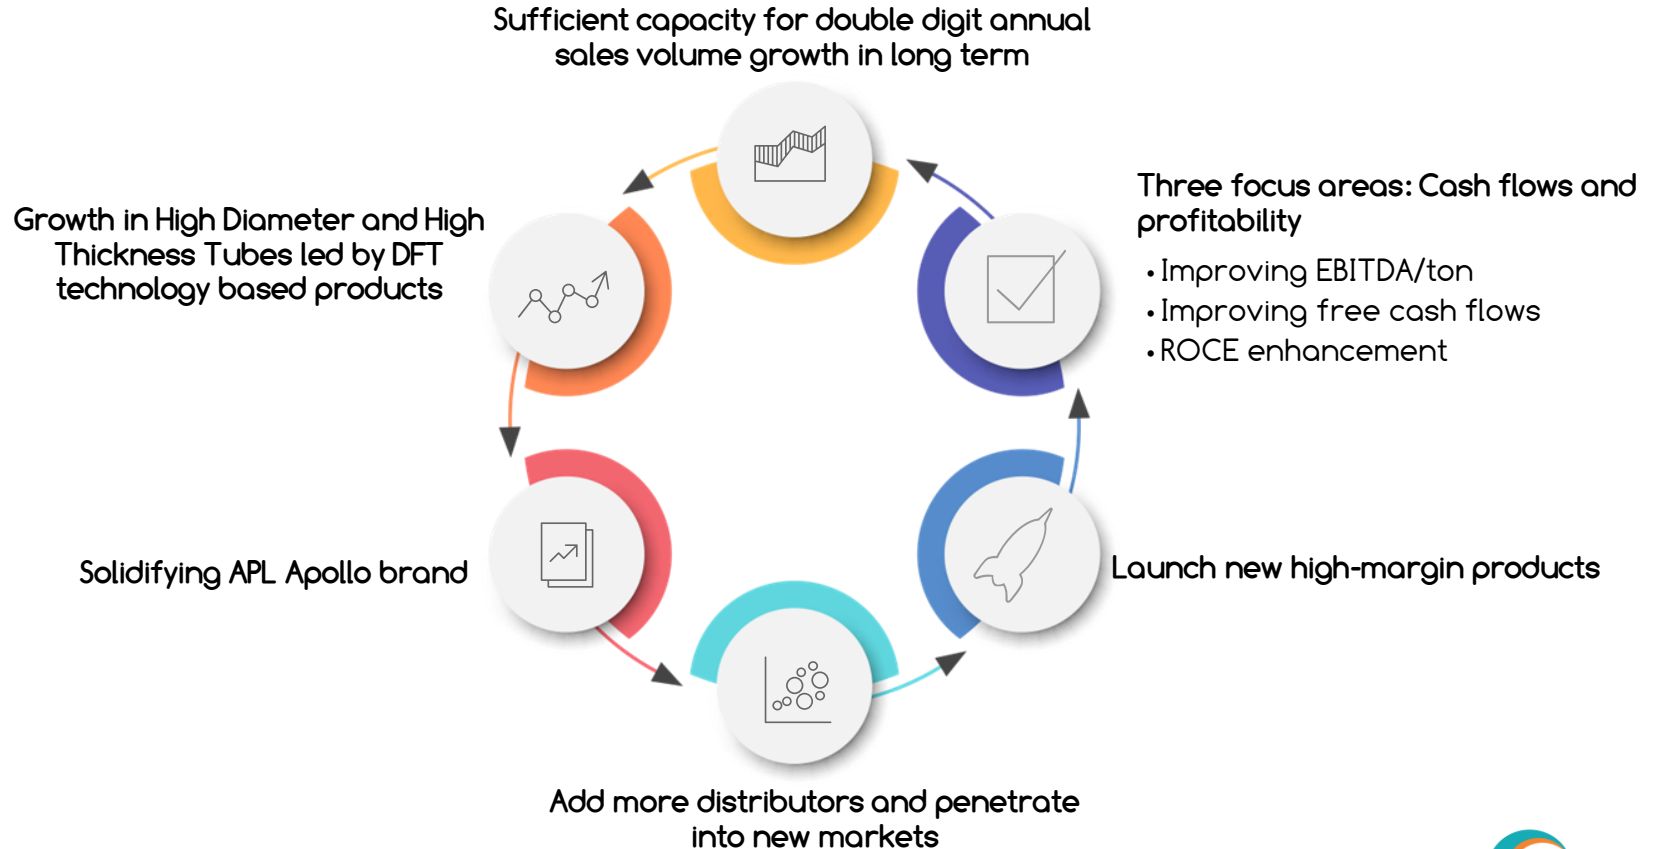 Sufficient capacity for double digit annual
sales volume growth in long term
Growth in High Diameter and High
Thickness Tubes led by DFT
technology based products
Three focus areas: Cash flows and
profitability
• Improving EBITDA/ton
• Improving free cash flows
• ROCE enhancement
Solidifying APL Apollo brand
Launch new high-margin products
Add more distributors and penetrate
into new markets